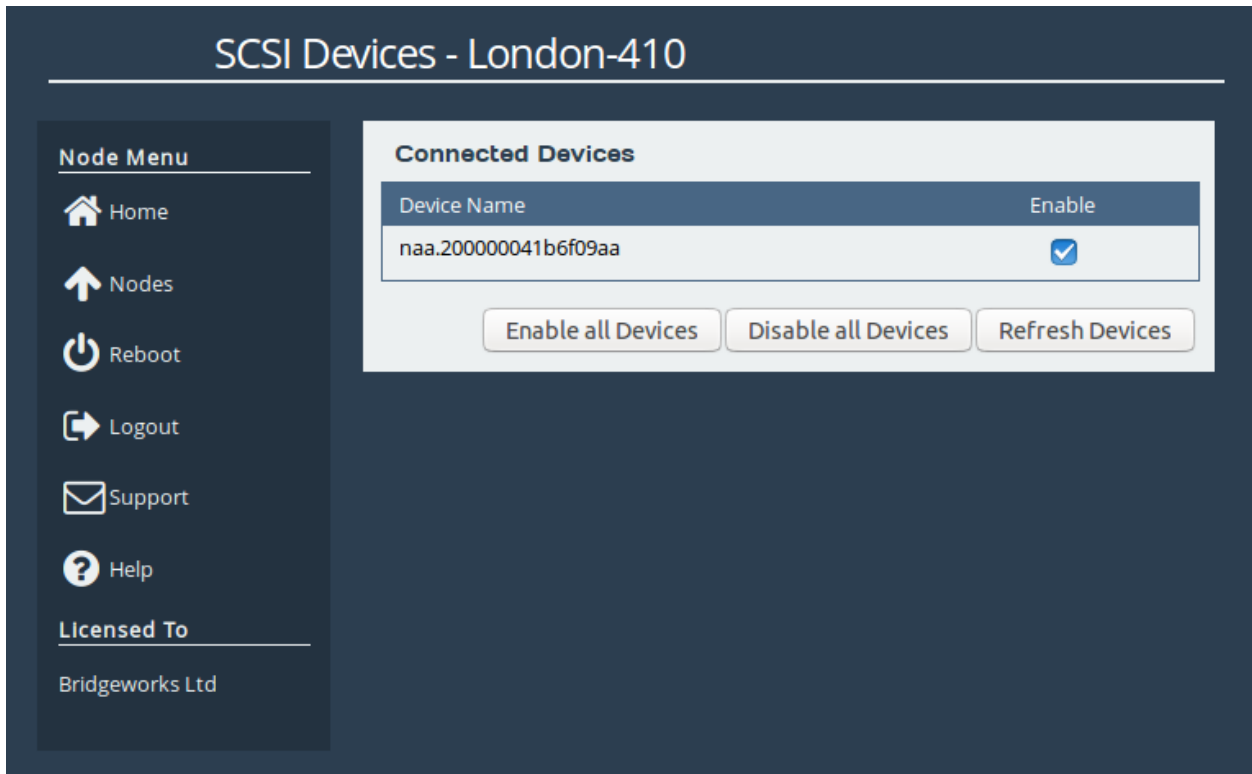 SCSI Devices - London-410
Node Menu
Home
Nodes
Reboot
Logout
Support
Help
Licensed To
Bridgeworks Ltd
Connected Devices
Device Name Enable
naa.200000041b6f09aa
Enable all Devices Disable all Devices Refresh Devices